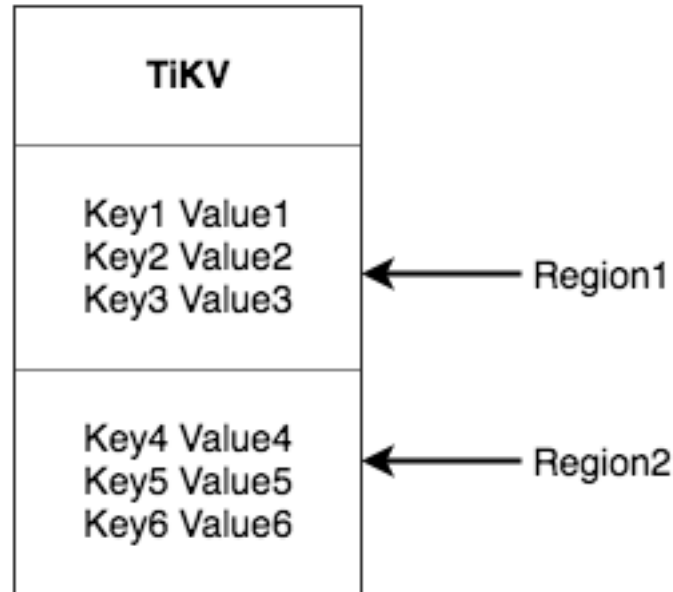 TiKV
Key1 Value1
Key2 Value2
Key3 Value3
Region1
Key4 Value4
Key5 Value5
Key6 Value6
Region2